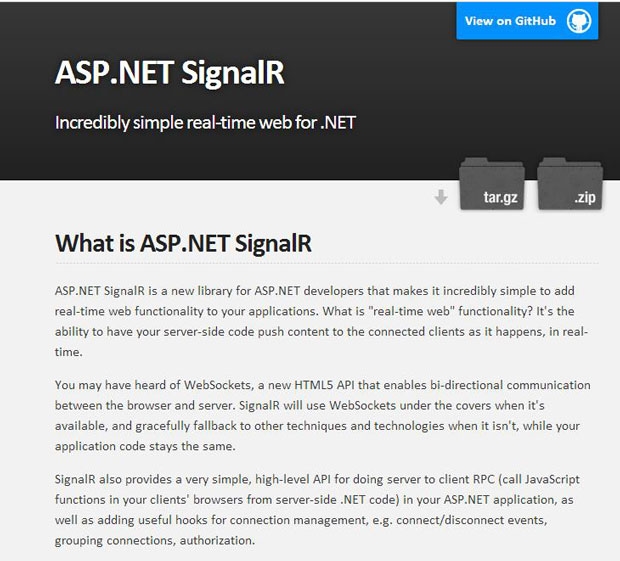 View on GitHub
ASP.NET SignalR
Incredibly simple real-time web for .NET
tar.gz
.zip
What is ASP.NET SignalR
ASP.NET SignalR is a new library for ASP.NET developers that makes it incredibly simple to add
real-time web functionality to your applications. What is "real-time web" functionality? It's the
ability to have your server-side code push content to the connected clients as it happens, in real-
time.
You may have heard of WebSockets, a new HTML5 API that enables bi-directional communication
between the browser and server. SignalR will use WebSockets under the covers when it's
available, and gracefully fallback to other techniques and technologies when it isn't, while your
application code stays the same.
SignalR also provides a very simple, high-level API for doing server to client RPC (call JavaScript
functions in your clients' browsers from server-side .NET code) in your ASP.NET application, as
well as adding useful hooks for connection management, e.g. connect/disconnect events,
grouping connections, authorization.